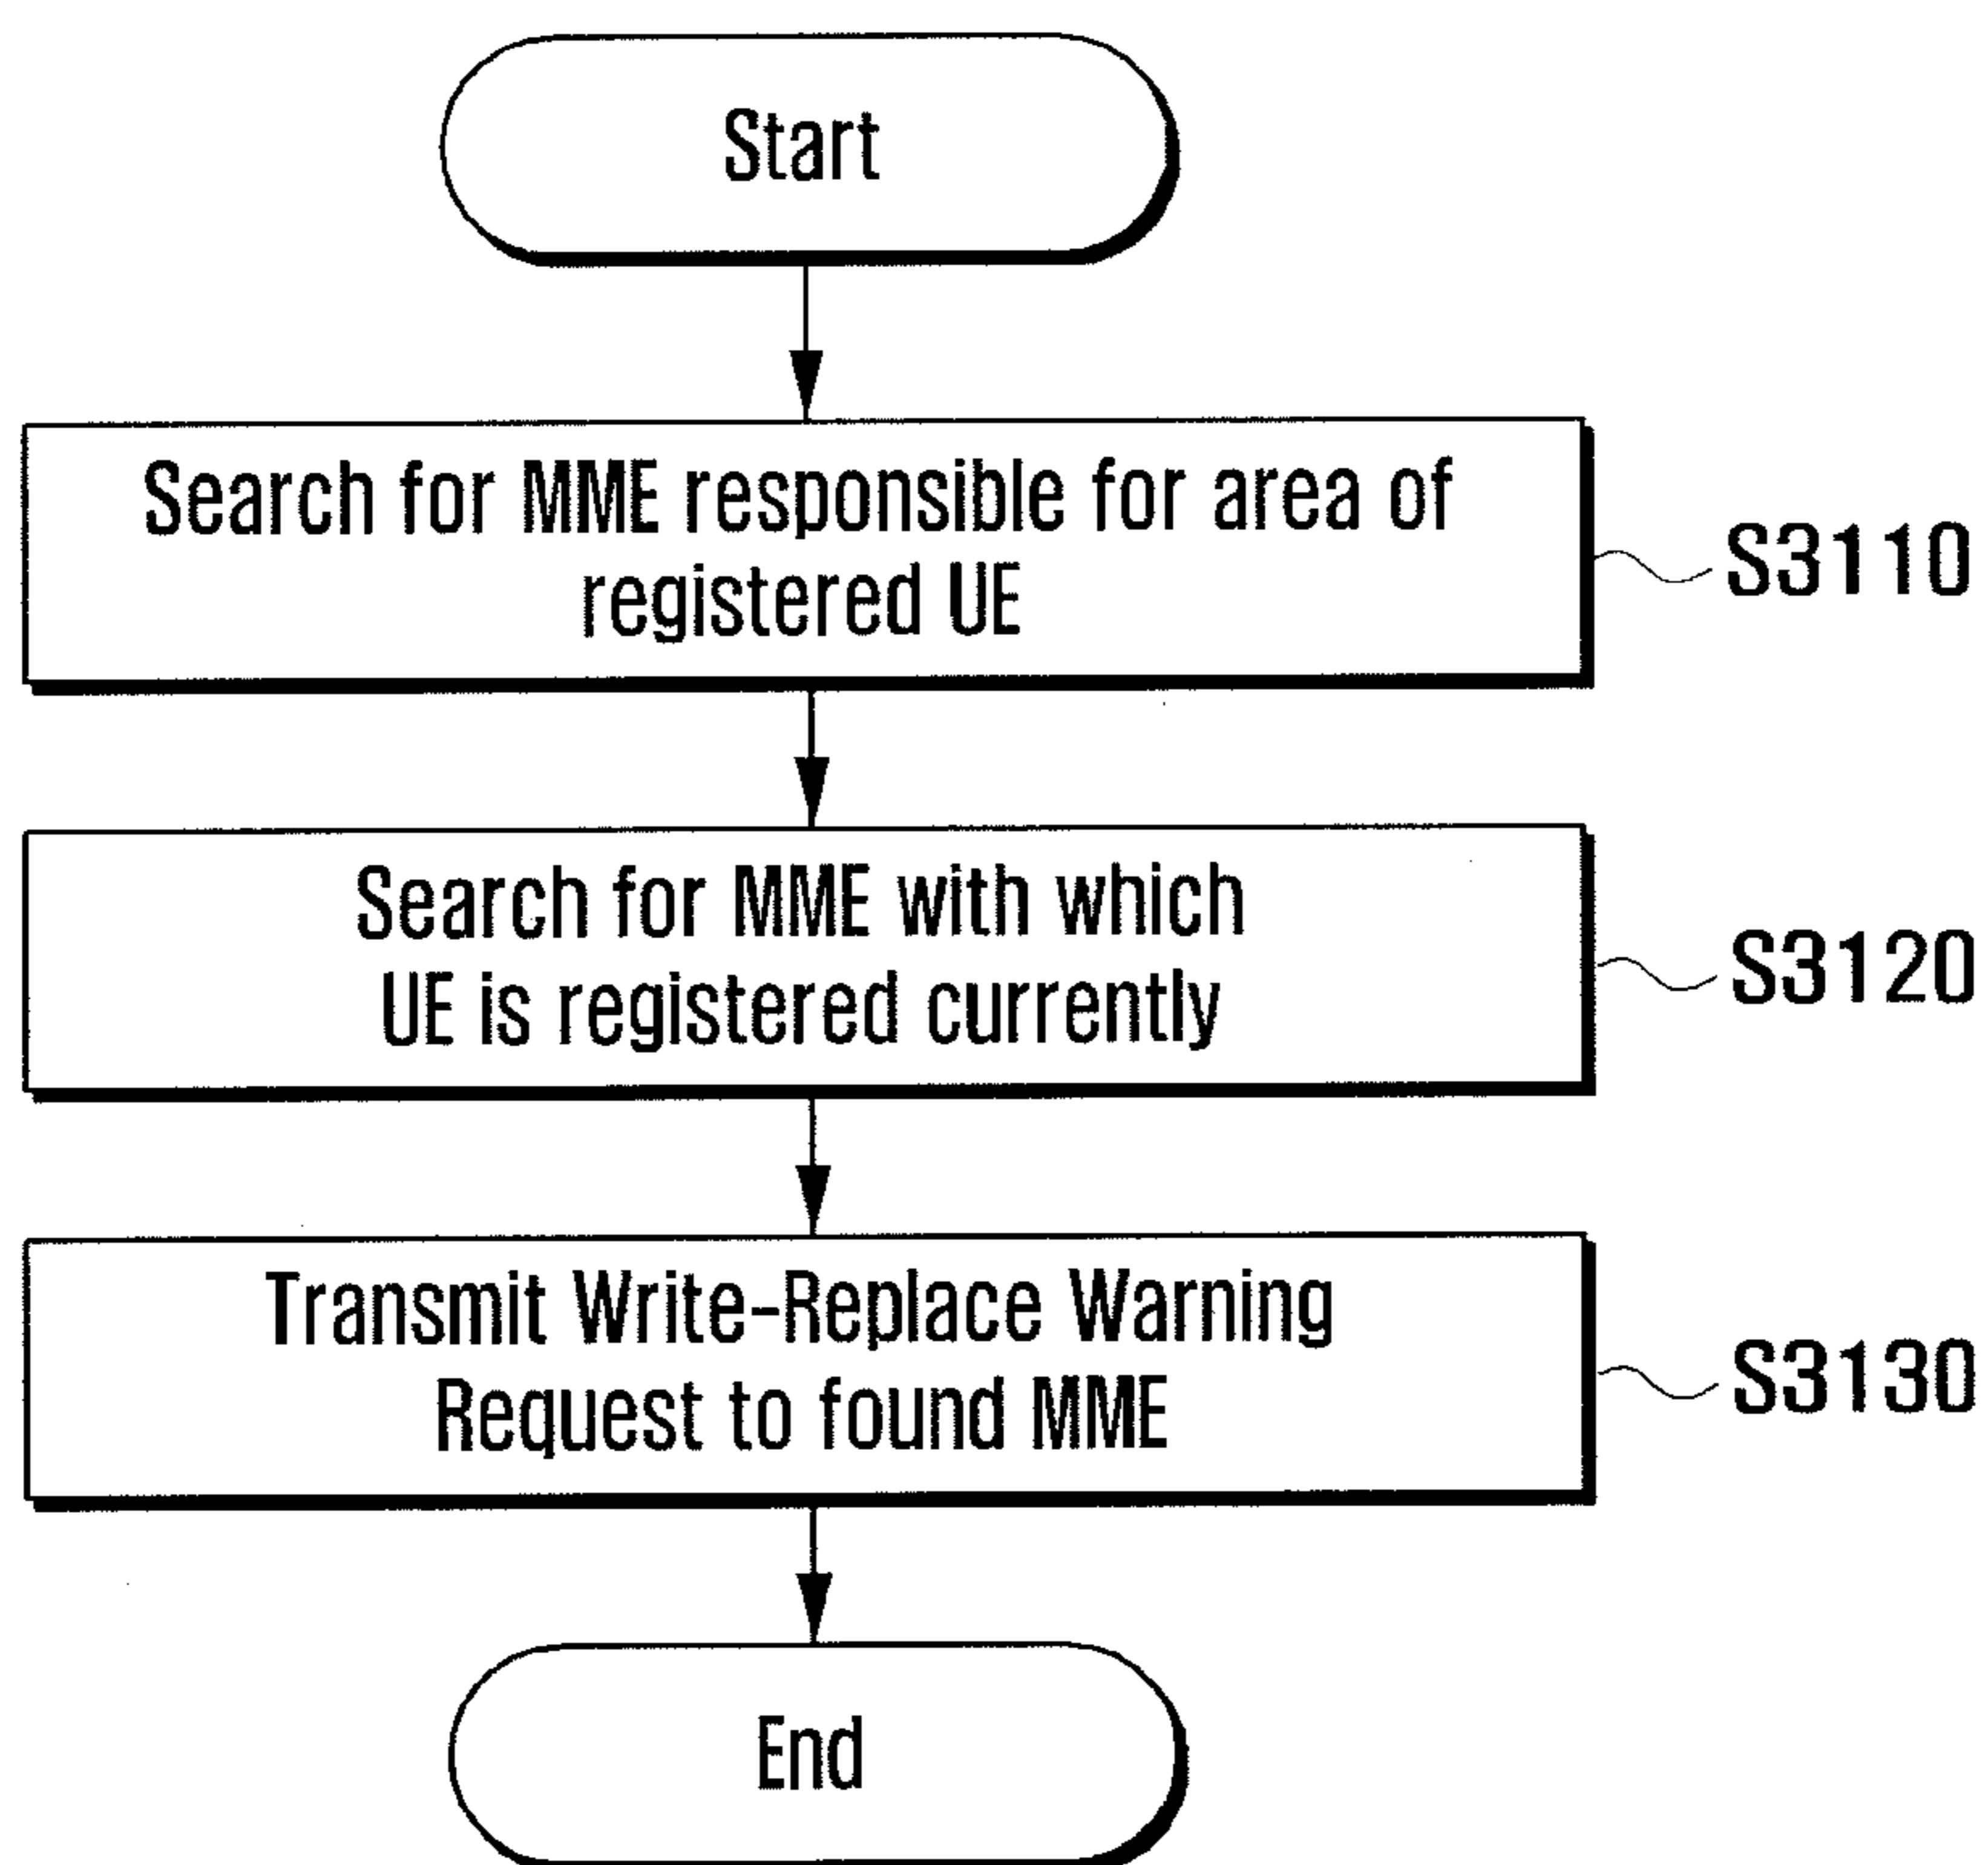 Start
Search for MME responsible for area of
registered UE
S3110
Search for MME with which
UE is registered currently
S3120
Transmit Write-Replace Warning
Request to found MME
S3130
End